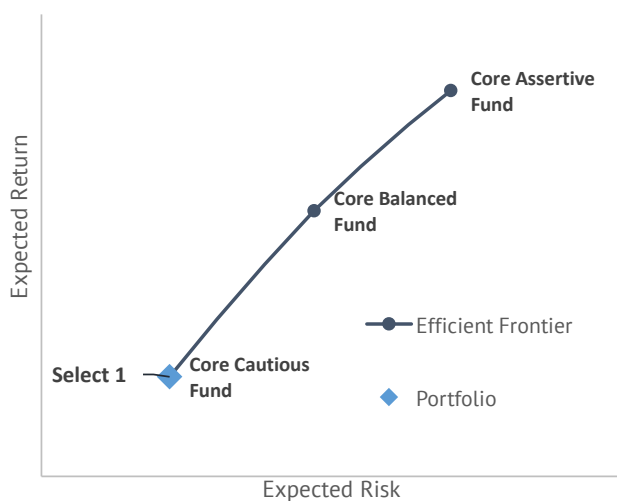 Core Assertive
Fund
Expected Return
Core Balanced
Fund
Efficient Frontier
Select 1
Core Cautious
Fund
Portfolio
Expected Risk